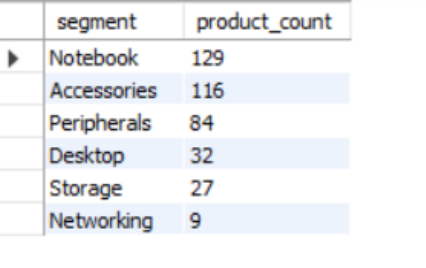 segment product_count
Notebook 129
Accessories 116
Peripherals 84
Desktop 32
Storage 27
Networking 9